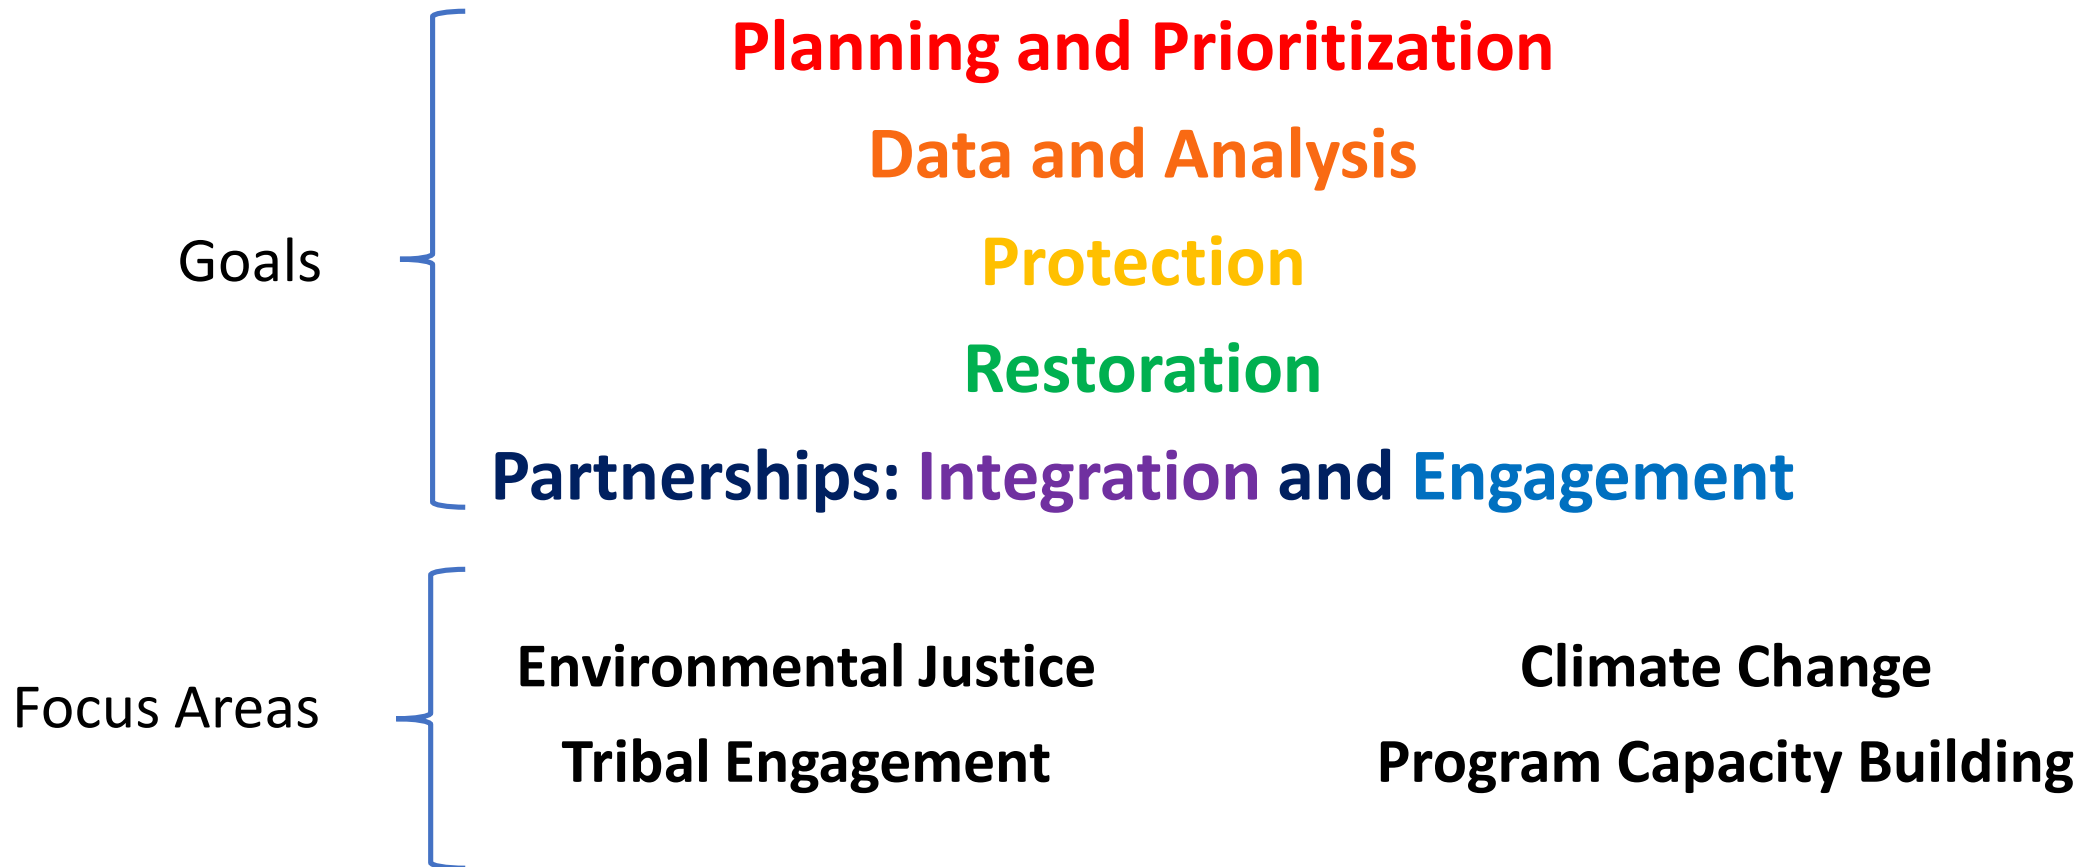 Goals
Planning and Prioritization
Data and Analysis
Protection
Restoration
Partnerships: Integration and Engagement
Focus Areas
Environmental Justice
Climate Change
Tribal Engagement
Program Capacity Building